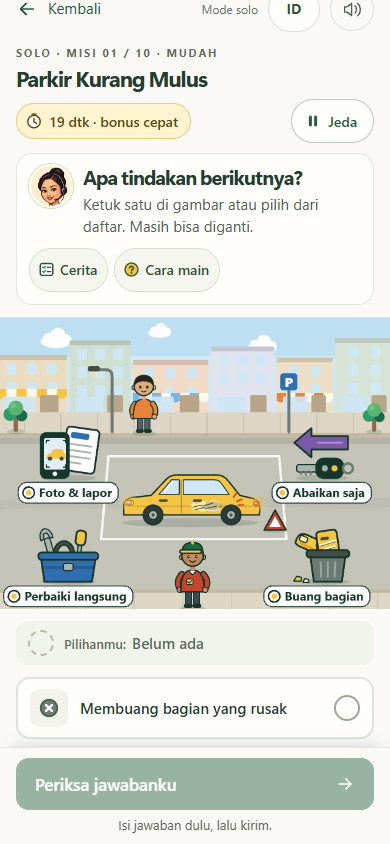 Kembali
Mode solo
ID
SOLO · MISI 01 / 10 · MUDAH
Parkir Kurang Mulus
19 dtk · bonus cepat
Jeda
Apa tindakan berikutnya?
Ketuk satu di gambar atau pilih dari
daftar. Masih bisa diganti.
Cerita
? Cara main
P
Foto & lapor
Abaikan saja
Perbaiki langsung
Buang bagian
Pilihanmu: Belum ada
Membuang bagian yang rusak
Periksa jawabanku
Isi jawaban dulu, lalu kirim.